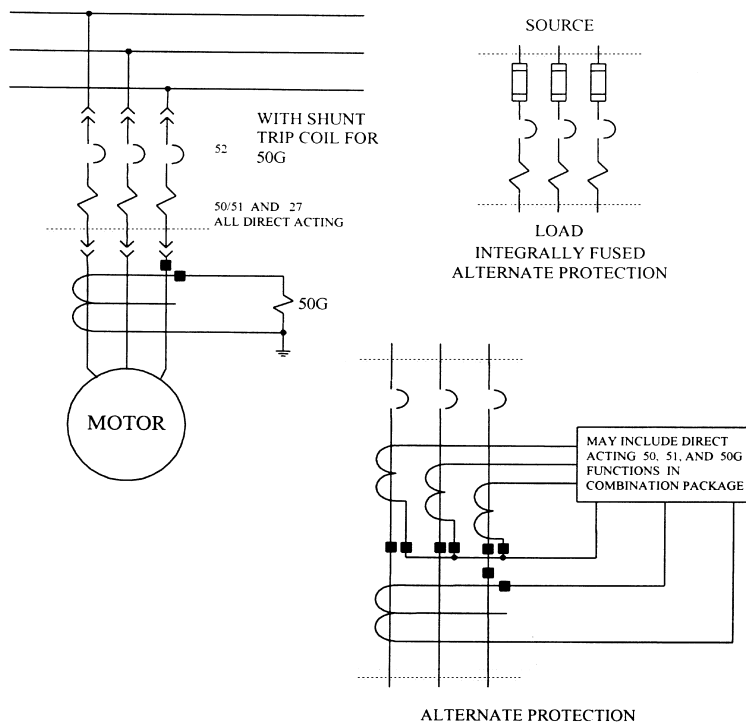 SOURCE
WITH SHUNT
TRIP COIL FOR
50G
52
50/51 AND 27
ALL DIRECT ACTING
LOAD
INTEGRALLY FUSED
ALTERNATE PROTECTION
50G
MOTOR
MAY INCLUDE DIRECT
ACTING 50, 51, AND 50G
FUNCTIONS IN
COMBINATION PACKAGE
ALTERNATE PROTECTION